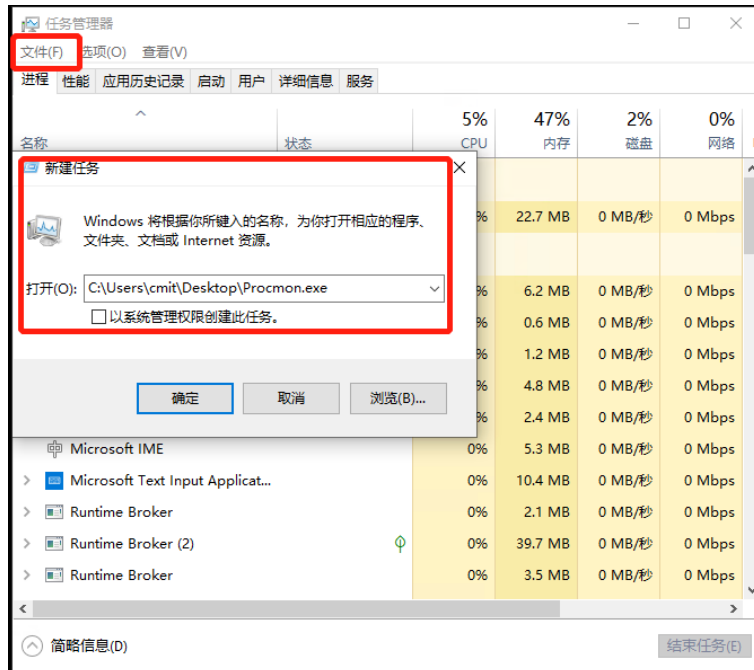 任务管理器
文件(F) 选项(O) 查看(V)
进程 性能 应用历史记录 启动 用户 详细信息 服务
5% 47% 2% 0%
名称 状态 CPU 内存 磁盘 网络
新建任务
Windows 将根据你所键入的名称，为你打开相应的程序、
文件夹、文档或 Internet 资源。
打开(O): C:\Users\cmit\Desktop\Procmon.exe
以系统管理权限创建此任务。
确定 取消 浏览(B)...
% 22.7 MB 0 MB/秒 0 Mbps
% 6.2 MB 0 MB/秒 0 Mbps
% 0.6 MB 0 MB/秒 0 Mbps
% 1.2 MB 0 MB/秒 0 Mbps
% 4.8 MB 0 MB/秒 0 Mbps
% 2.4 MB 0 MB/秒 0 Mbps
Microsoft IME 0% 5.3 MB 0 MB/秒 0 Mbps
Microsoft Text Input Applicat... 0% 10.4 MB 0 MB/秒 0 Mbps
Runtime Broker 0% 2.1 MB 0 MB/秒 0 Mbps
Runtime Broker (2) 0% 39.7 MB 0 MB/秒 0 Mbps
Runtime Broker 0% 3.5 MB 0 MB/秒 0 Mbps
简略信息(D) 结束任务(E)